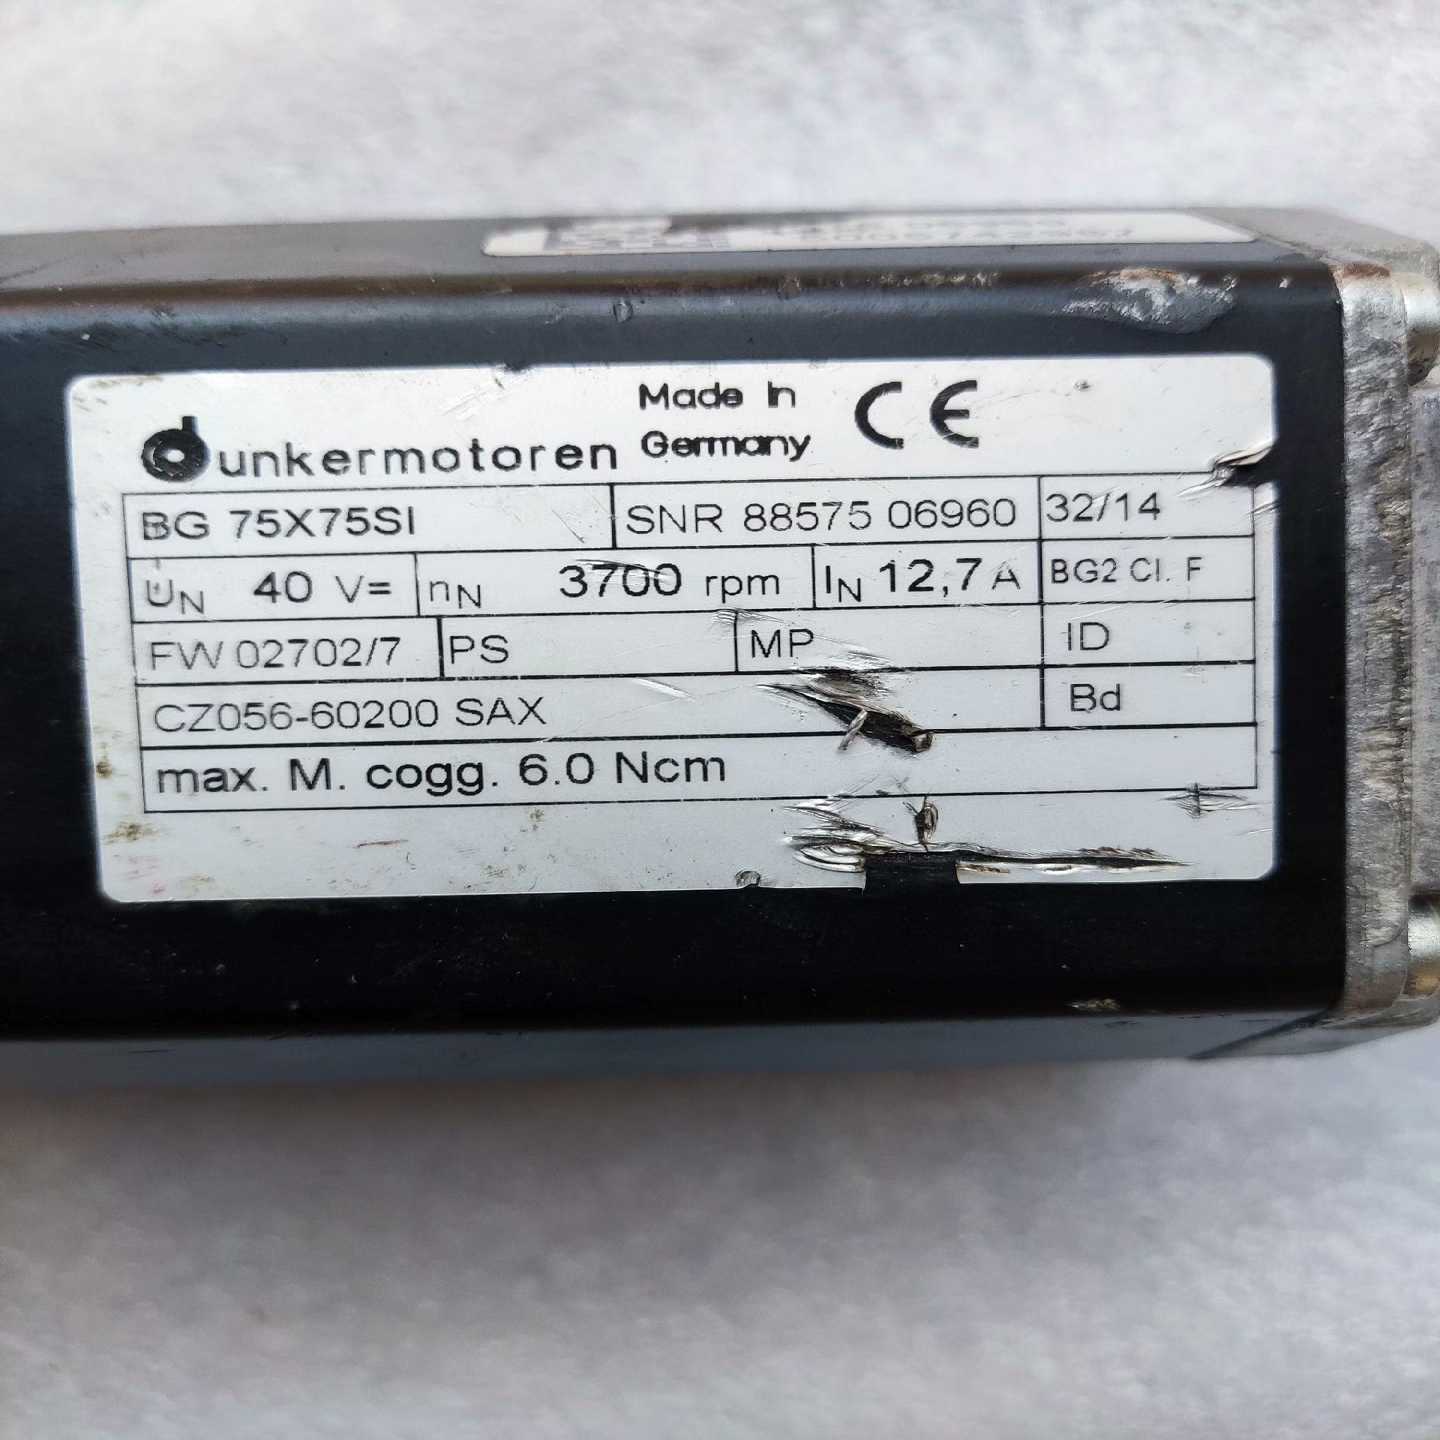 dunkermotoren Made in Germany CE
BG 75X75SI SNR 88575 06960 32/14
UN 40 V= nN 3700 rpm IN 12,7 A BG2 Cl. F
FW 02702/7 PS MP ID
CZ056-60200 SAX Bd
max. M. cogg. 6.0 Ncm